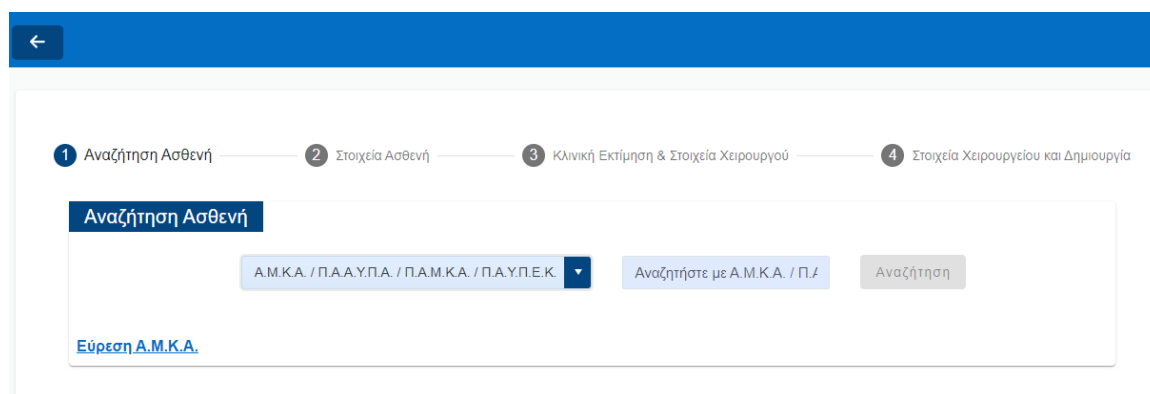 1 Αναζήτηση Ασθενή
2 Στοιχεία Ασθενή
3 Κλινική Εκτίμηση & Στοιχεία Χειρουργού
4 Στοιχεία Χειρουργείου και Δημιουργία
Αναζήτηση Ασθενή
Α.Μ.Κ.Α. / Π.Α.Α.Υ.Π.Α. / Π.Α.Μ.Κ.Α. / Π.Α.Υ.Π.Ε.Κ.
Αναζητήστε με Α.Μ.Κ.Α. / Π.
Αναζήτηση
Εύρεση Α.Μ.Κ.Α.